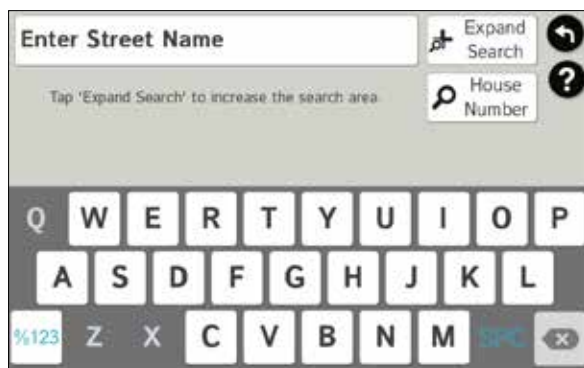 Enter Street Name
Expand
Search
Tap 'Expand Search' to increase the search area
House
Number
?
Q W E R T Y U I O P
A S D F G H J K L
%123 Z X C V B N M SPC